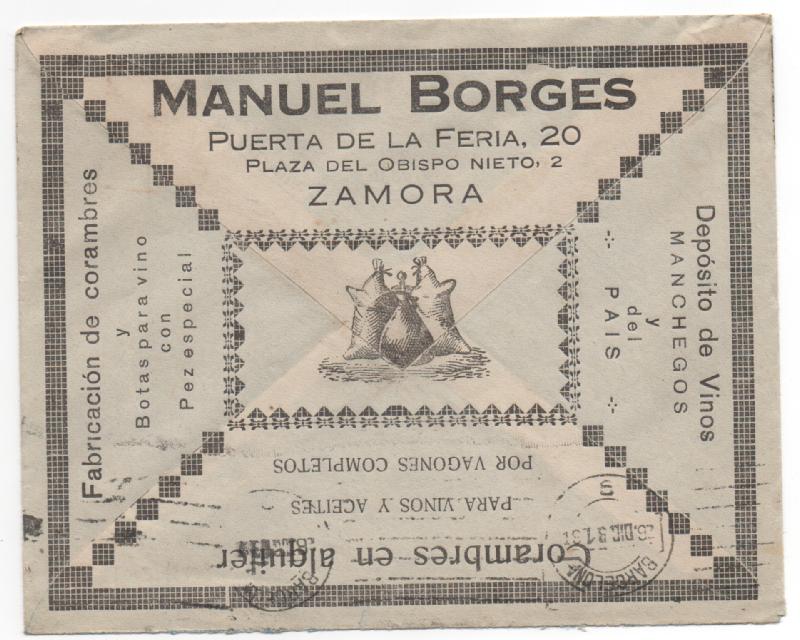 MANUEL BORGES
PUERTA DE LA FERIA, 20
PLAZA DEL OBISPO NIETO, 2
ZAMORA
Fabricación de corambres
y
Botas para vino
con
Pez especial
Depósito de Vinos
MANCHEGOS
y
del
PAIS
Corambres en alquiler
PARA VINOS Y ACEITES
POR VAGONES COMPLETOS
BARCELONA